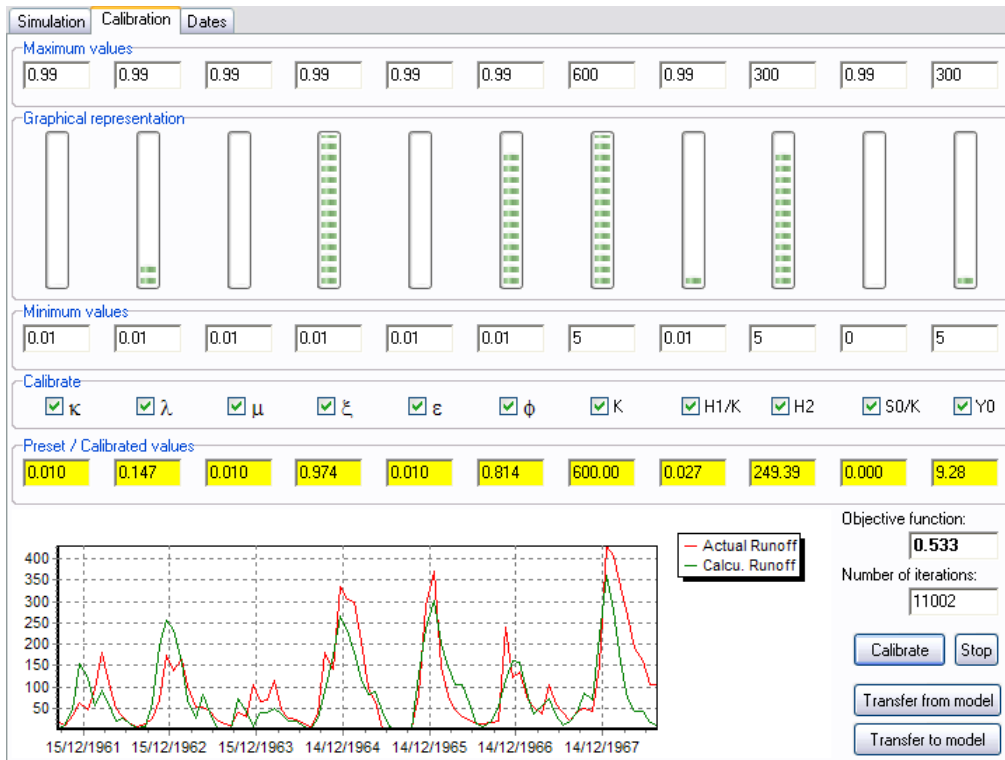 Simulation Calibration Dates
Maximum values
0.99 0.99 0.99 0.99 0.99 0.99 600 0.99 300 0.99 300
Graphical representation
Minimum values
0.01 0.01 0.01 0.01 0.01 0.01 5 0.01 5 0 5
Calibrate
κ λ μ ξ ε ϕ K H1/K H2 S0/K Y0
Preset / Calibrated values
0.010 0.147 0.010 0.974 0.010 0.814 600.00 0.027 249.39 0.000 9.28
Objective function:
0.533
Number of iterations:
11002
Calibrate Stop
Transfer from model
Transfer to model
Actual Runoff
Calcu. Runoff
400
350
300
250
200
150
100
50
15/12/1961 15/12/1962 15/12/1963 14/12/1964 14/12/1965 14/12/1966 14/12/1967